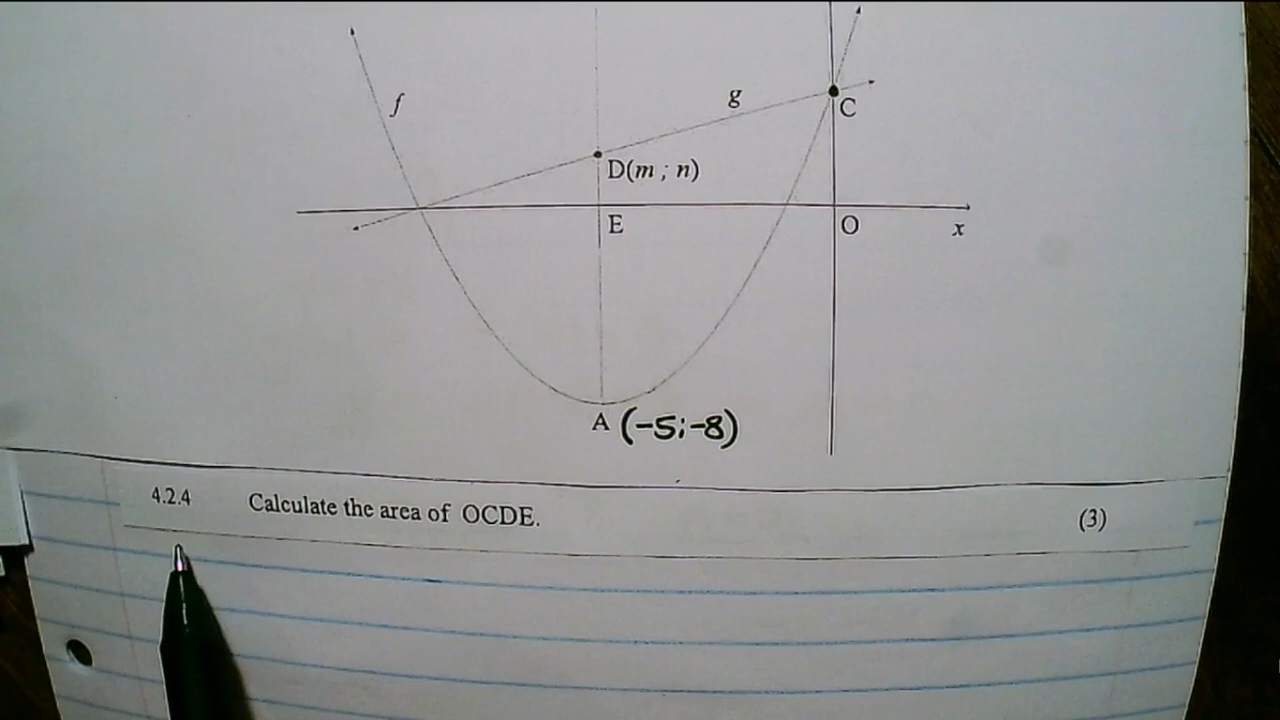 f
g
C
D(m ; n)
E
O
x
A (-5;-8)
4.2.4 Calculate the area of OCDE. (3)